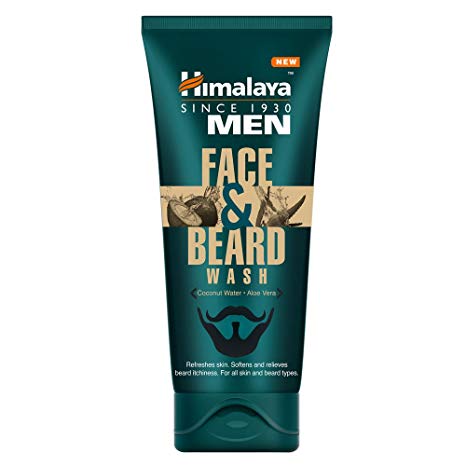 NEW
Himalaya™
SINCE 1930
MEN
FACE
&
BEARD
WASH
Coconut Water • Aloe Vera
Refreshes skin. Softens and relieves
beard itchiness. For all skin and beard types.